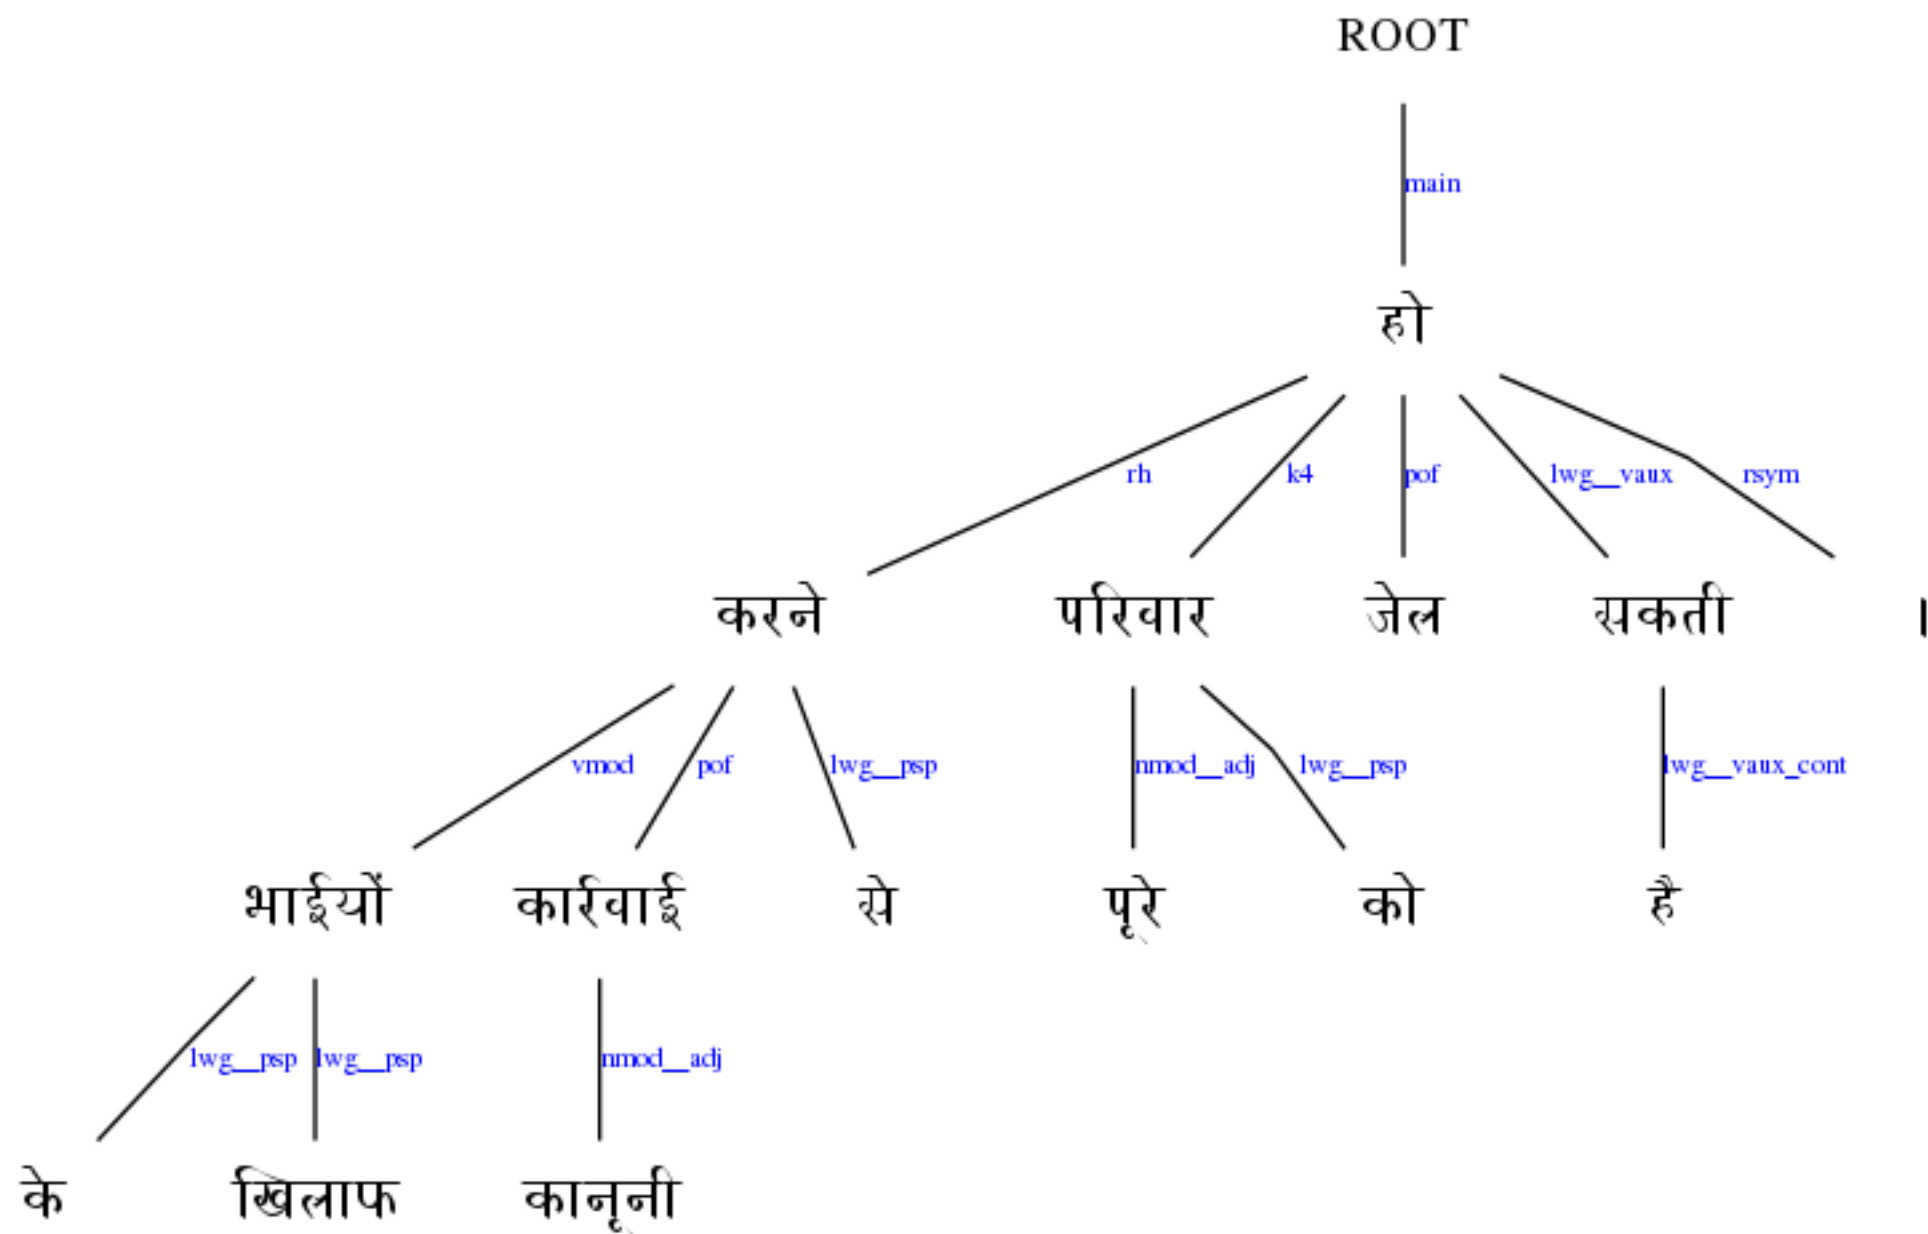 ROOT
main
हो
rh k4 pof lwg__vaux rsym
करने परिवार जेल सकती ।
vmod pof lwg__psp nmod__adj lwg__psp lwg__vaux_cont
भाईयों कार्रवाई से पूरे को है
lwg__psp lwg__psp nmod__adj
के खिलाफ कानूनी